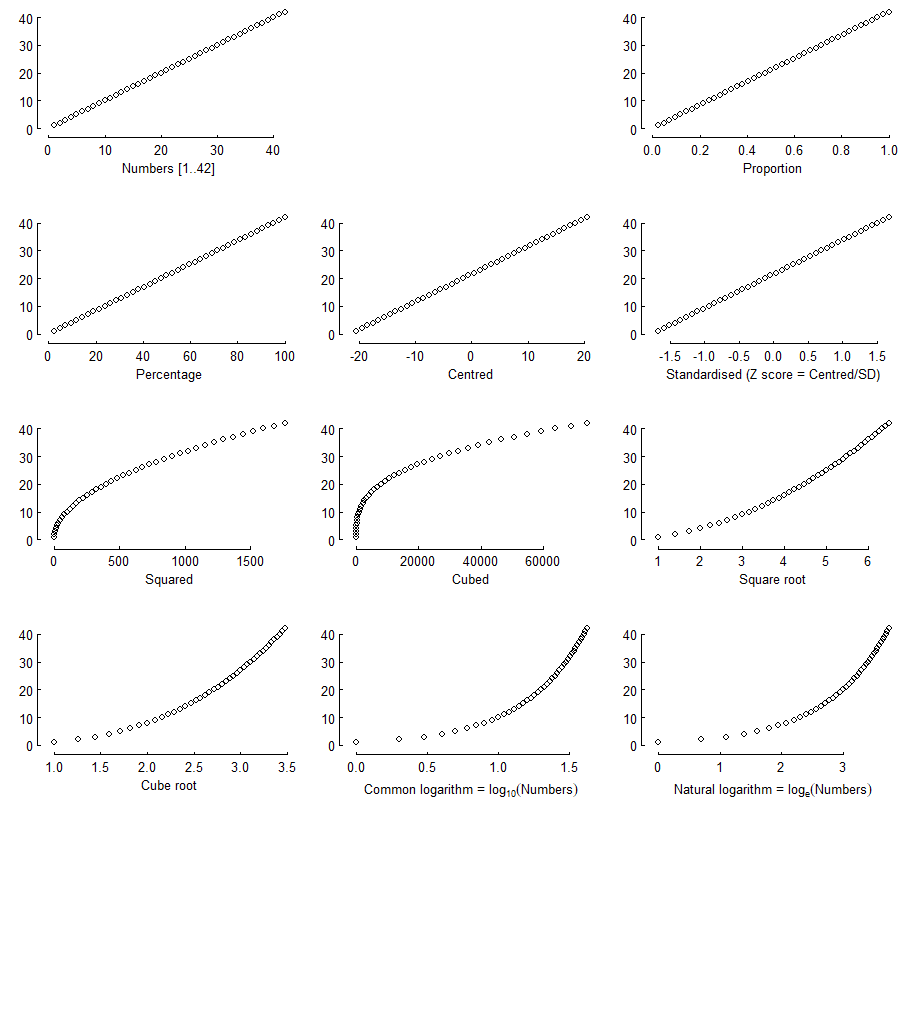 40
30
20
10
0
0 10 20 30 40
Numbers [1..42]
40
30
20
10
0
0.0 0.2 0.4 0.6 0.8 1.0
Proportion
40
30
20
10
0
0 20 40 60 80 100
Percentage
40
30
20
10
0
-20 -10 0 10 20
Centred
40
30
20
10
0
-1.5 -1.0 -0.5 0.0 0.5 1.0 1.5
Standardised (Z score = Centred/SD)
40
30
20
10
0
0 500 1000 1500
Squared
40
30
20
10
0
0 20000 40000 60000
Cubed
40
30
20
10
0
1 2 3 4 5 6
Square root
40
30
20
10
0
1.0 1.5 2.0 2.5 3.0 3.5
Cube root
40
30
20
10
0
0.0 0.5 1.0 1.5
Common logarithm = log₁₀(Numbers)
40
30
20
10
0
0 1 2 3
Natural logarithm = logₑ(Numbers)